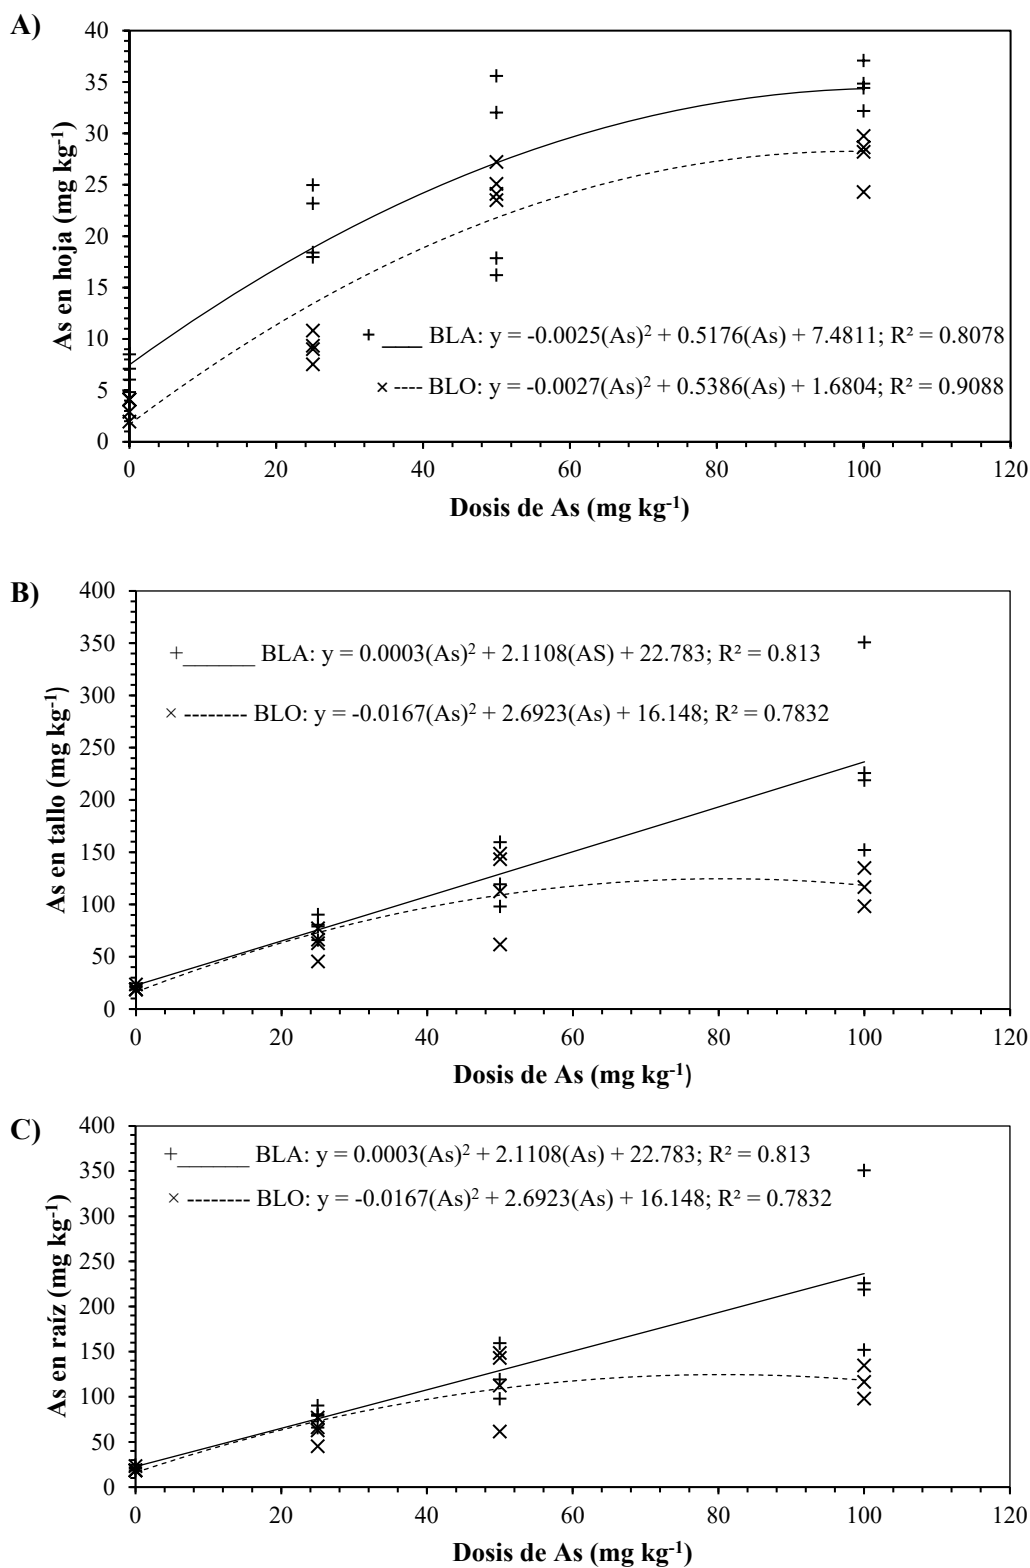 A)
40
35
30
25
20
15
10
5
0
As en hoja (mg kg-1)
+ ____ BLA: y = -0.0025(As)2 + 0.5176(As) + 7.4811; R² = 0.8078
× ---- BLO: y = -0.0027(As)2 + 0.5386(As) + 1.6804; R² = 0.9088
0 20 40 60 80 100 120
Dosis de As (mg kg-1)
B)
400
350
300
250
200
150
100
50
0
As en tallo (mg kg-1)
+______ BLA: y = 0.0003(As)2 + 2.1108(AS) + 22.783; R² = 0.813
× ------- BLO: y = -0.0167(As)2 + 2.6923(As) + 16.148; R² = 0.7832
0 20 40 60 80 100 120
Dosis de As (mg kg-1)
C)
400
350
300
250
200
150
100
50
0
As en raíz (mg kg-1)
+______ BLA: y = 0.0003(As)2 + 2.1108(As) + 22.783; R² = 0.813
× ------- BLO: y = -0.0167(As)2 + 2.6923(As) + 16.148; R² = 0.7832
0 20 40 60 80 100 120
Dosis de As (mg kg-1)